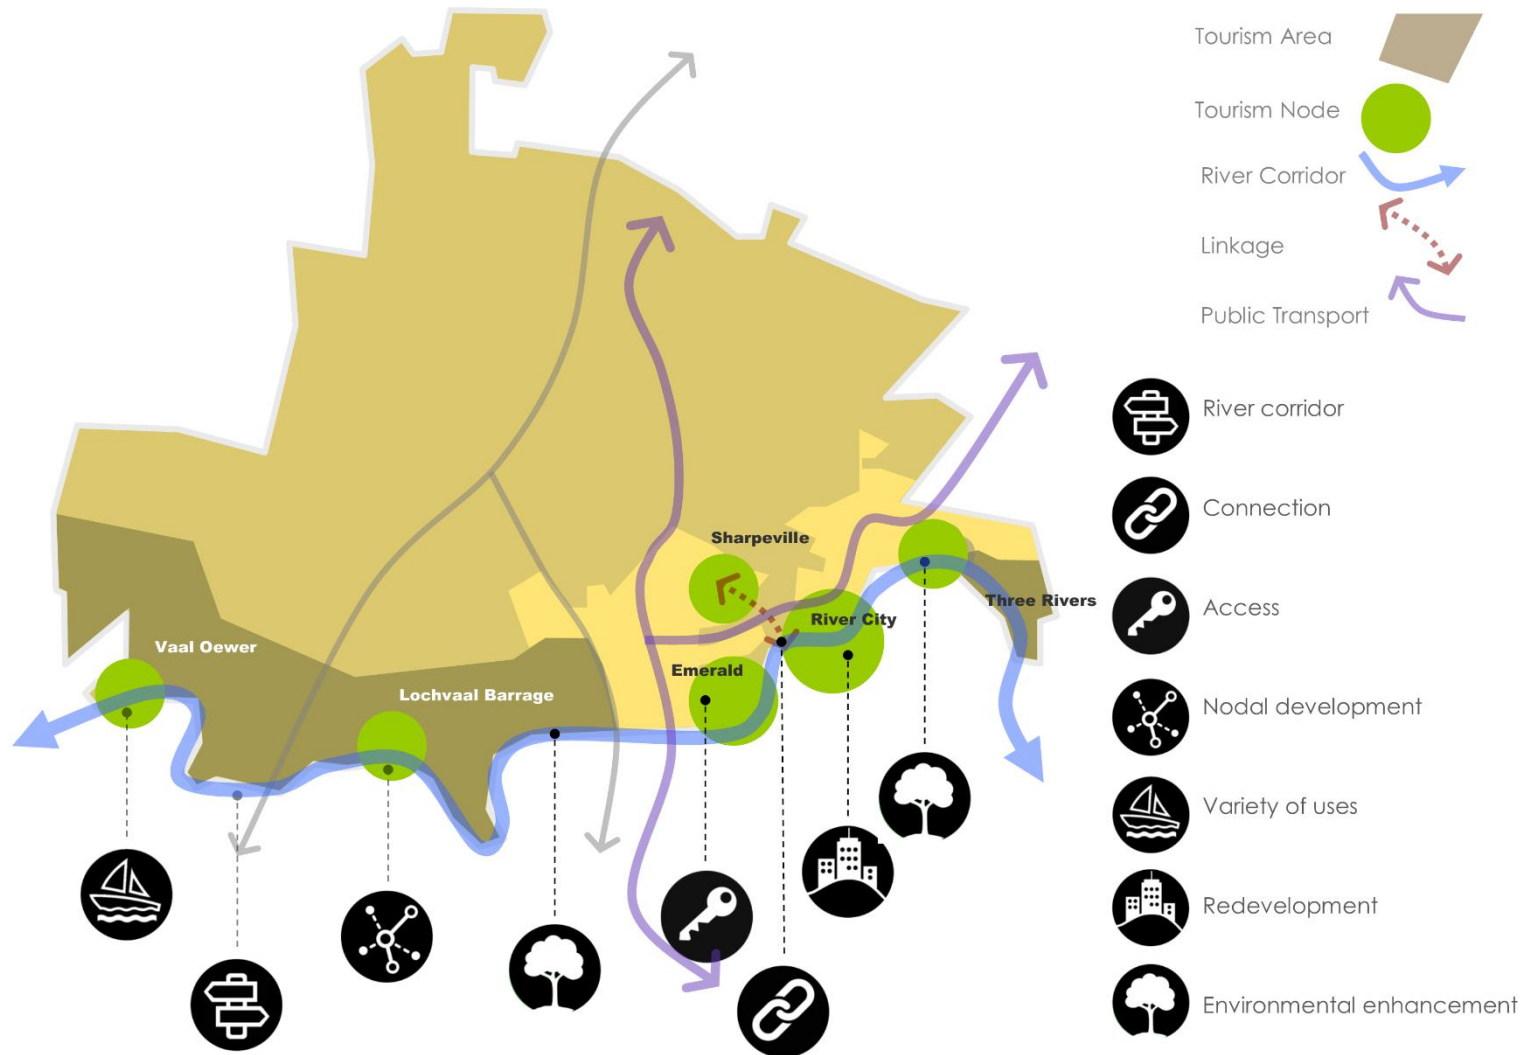 Tourism Area
Tourism Node
River Corridor
Linkage
Public Transport
River corridor
Connection
Access
Nodal development
Variety of uses
Redevelopment
Environmental enhancement
Sharpeville
River City
Three Rivers
Emerald
Vaal Oewer
Lochvaal Barrage